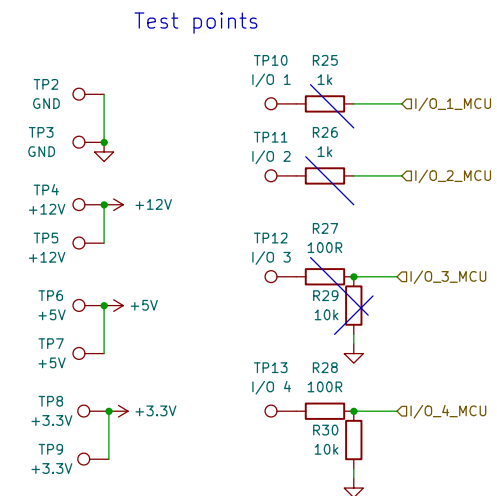 Test points
TP2
GND
TP3
GND
TP4
+12V
+12V
TP5
+12V
TP6
+5V
+5V
TP7
+5V
TP8
+3.3V
+3.3V
TP9
+3.3V
TP10
I/O 1
R25
1k
I/O_1_MCU
TP11
I/O 2
R26
1k
I/O_2_MCU
TP12
I/O 3
R27
100R
I/O_3_MCU
R29
10k
TP13
I/O 4
R28
100R
I/O_4_MCU
R30
10k